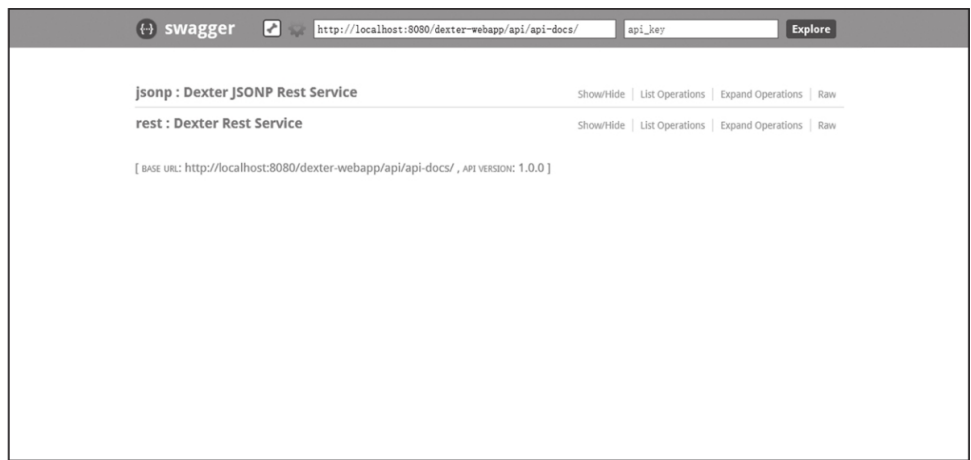 swagger http://localhost:8080/dexter-webapp/api/api-docs/ api_key Explore
jsonp : Dexter JSONP Rest Service Show/Hide List Operations Expand Operations Raw
rest : Dexter Rest Service Show/Hide List Operations Expand Operations Raw
[ BASE URL: http://localhost:8080/dexter-webapp/api/api-docs/ , API VERSION: 1.0.0 ]